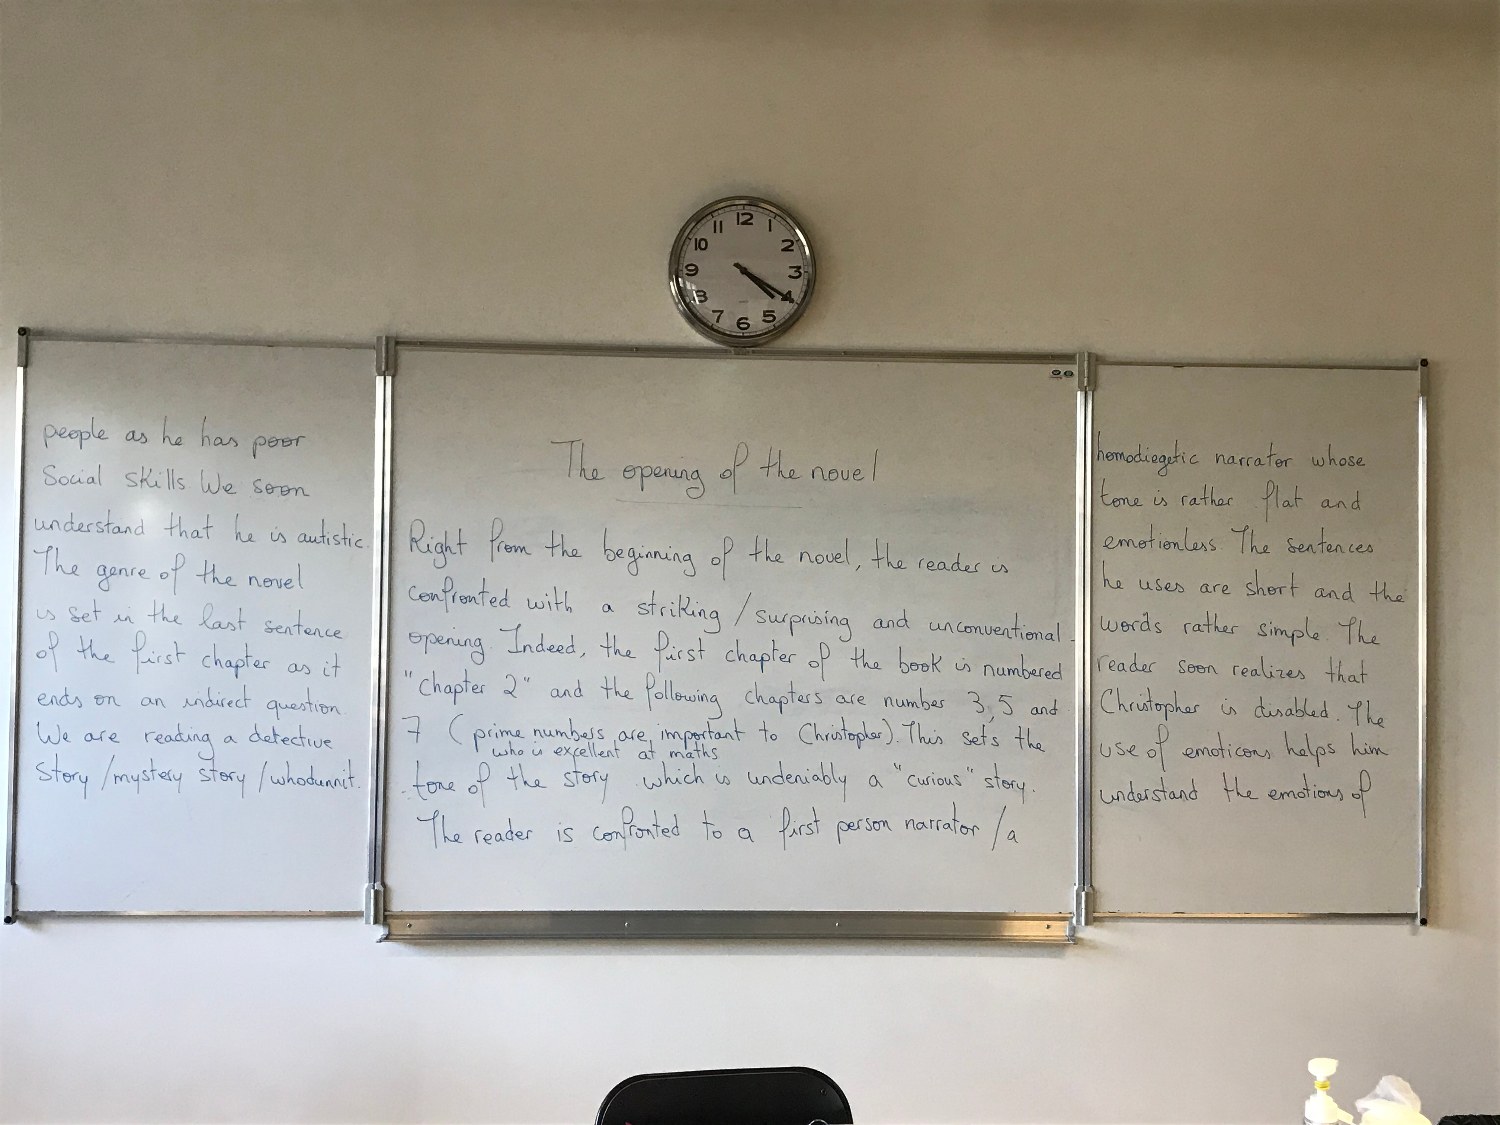 12
1
2
3
4
5
6
7
8
9
10
11
The opening of the novel
Right from the beginning of the novel, the reader is
confronted with a striking / surprising and unconventional
opening. Indeed, the first chapter of the book is numbered
"Chapter 2" and the following chapters are number 3, 5 and
7 (prime numbers are important to Christopher). This sets the
who is excellent at maths
tone of the story which is undeniably a "curious" story.
The reader is confronted to a first person narrator / a
homodiegetic narrator whose
tone is rather flat and
emotionless. The sentences
he uses are short and the
words rather simple. The
reader soon realizes that
Christopher is disabled. The
use of emoticons helps him
understand the emotions of
people as he has poor
Social skills. We soon
understand that he is autistic.
The genre of the novel
is set in the last sentence
of the first chapter as it
ends on an indirect question.
We are reading a detective
story / mystery story / whodunnit.